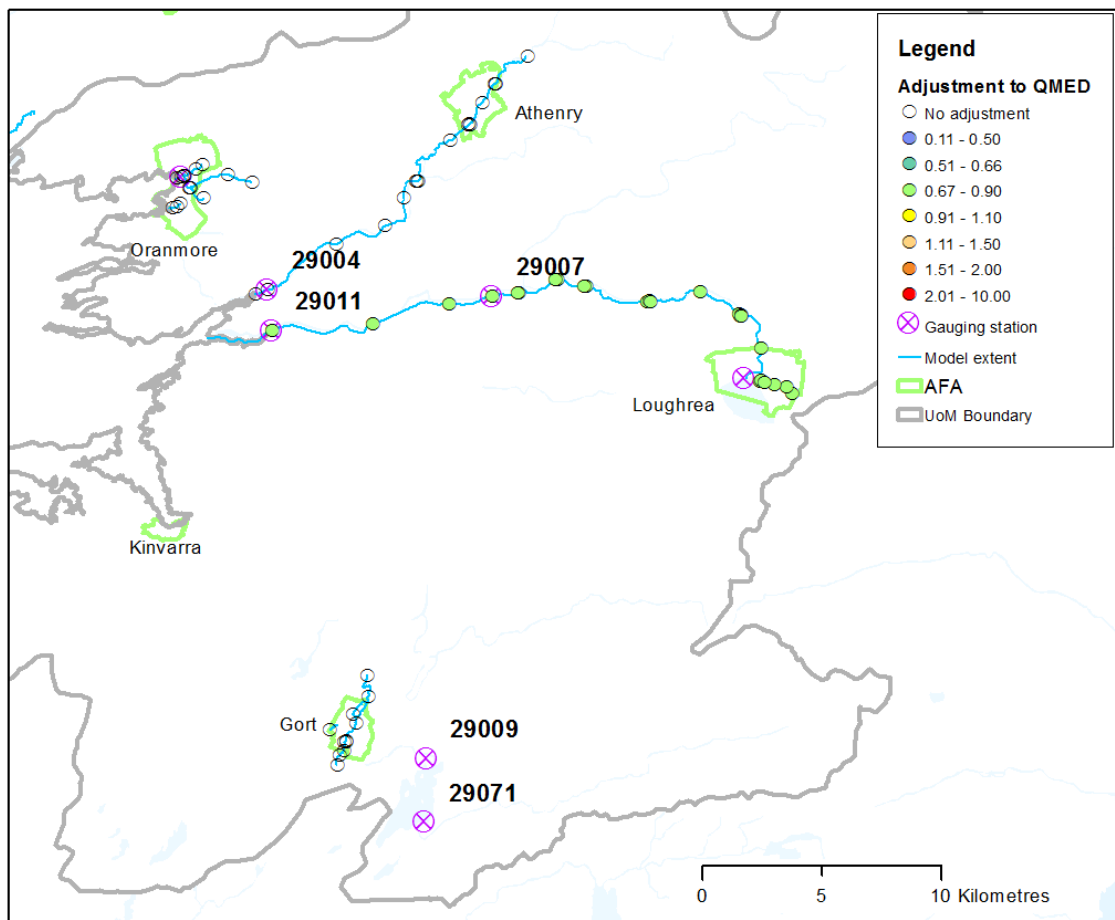 Legend
Adjustment to QMED
No adjustment
0.11 - 0.50
0.51 - 0.66
0.67 - 0.90
0.91 - 1.10
1.11 - 1.50
1.51 - 2.00
2.01 - 10.00
Gauging station
Model extent
AFA
UoM Boundary
Athenry
Oranmore
29004
29007
29011
Loughrea
Kinvarra
Gort
29009
29071
0 5 10 Kilometres